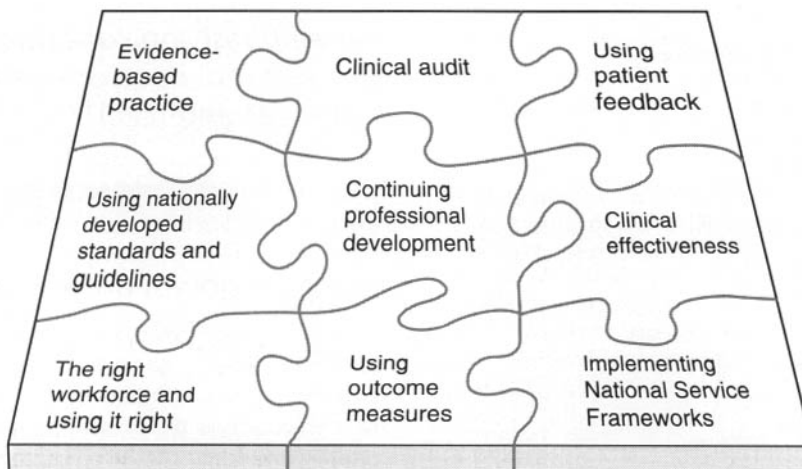 Evidence-
based
practice
Clinical audit
Using
patient
feedback
Using nationally
developed
standards and
guidelines
Continuing
professional
development
Clinical
effectiveness
The right
workforce and
using it right
Using
outcome
measures
Implementing
National Service
Frameworks